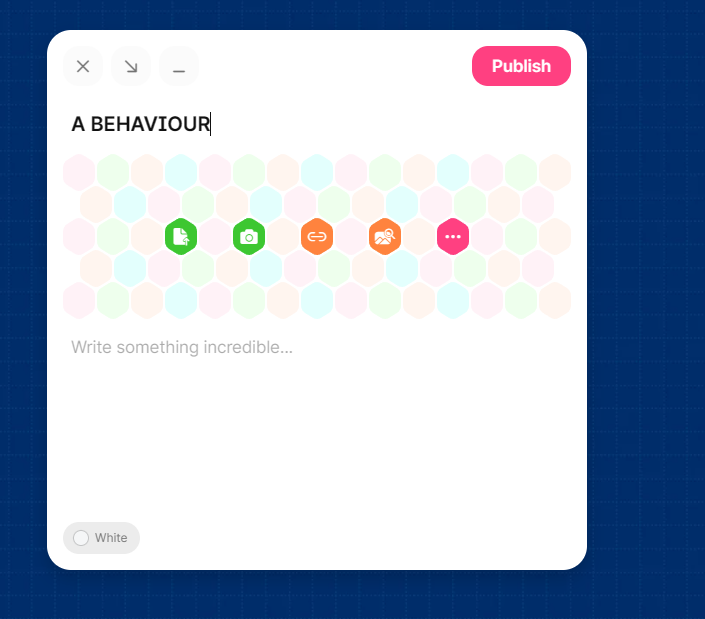 Publish
A BEHAVIOUR
Write something incredible...
White